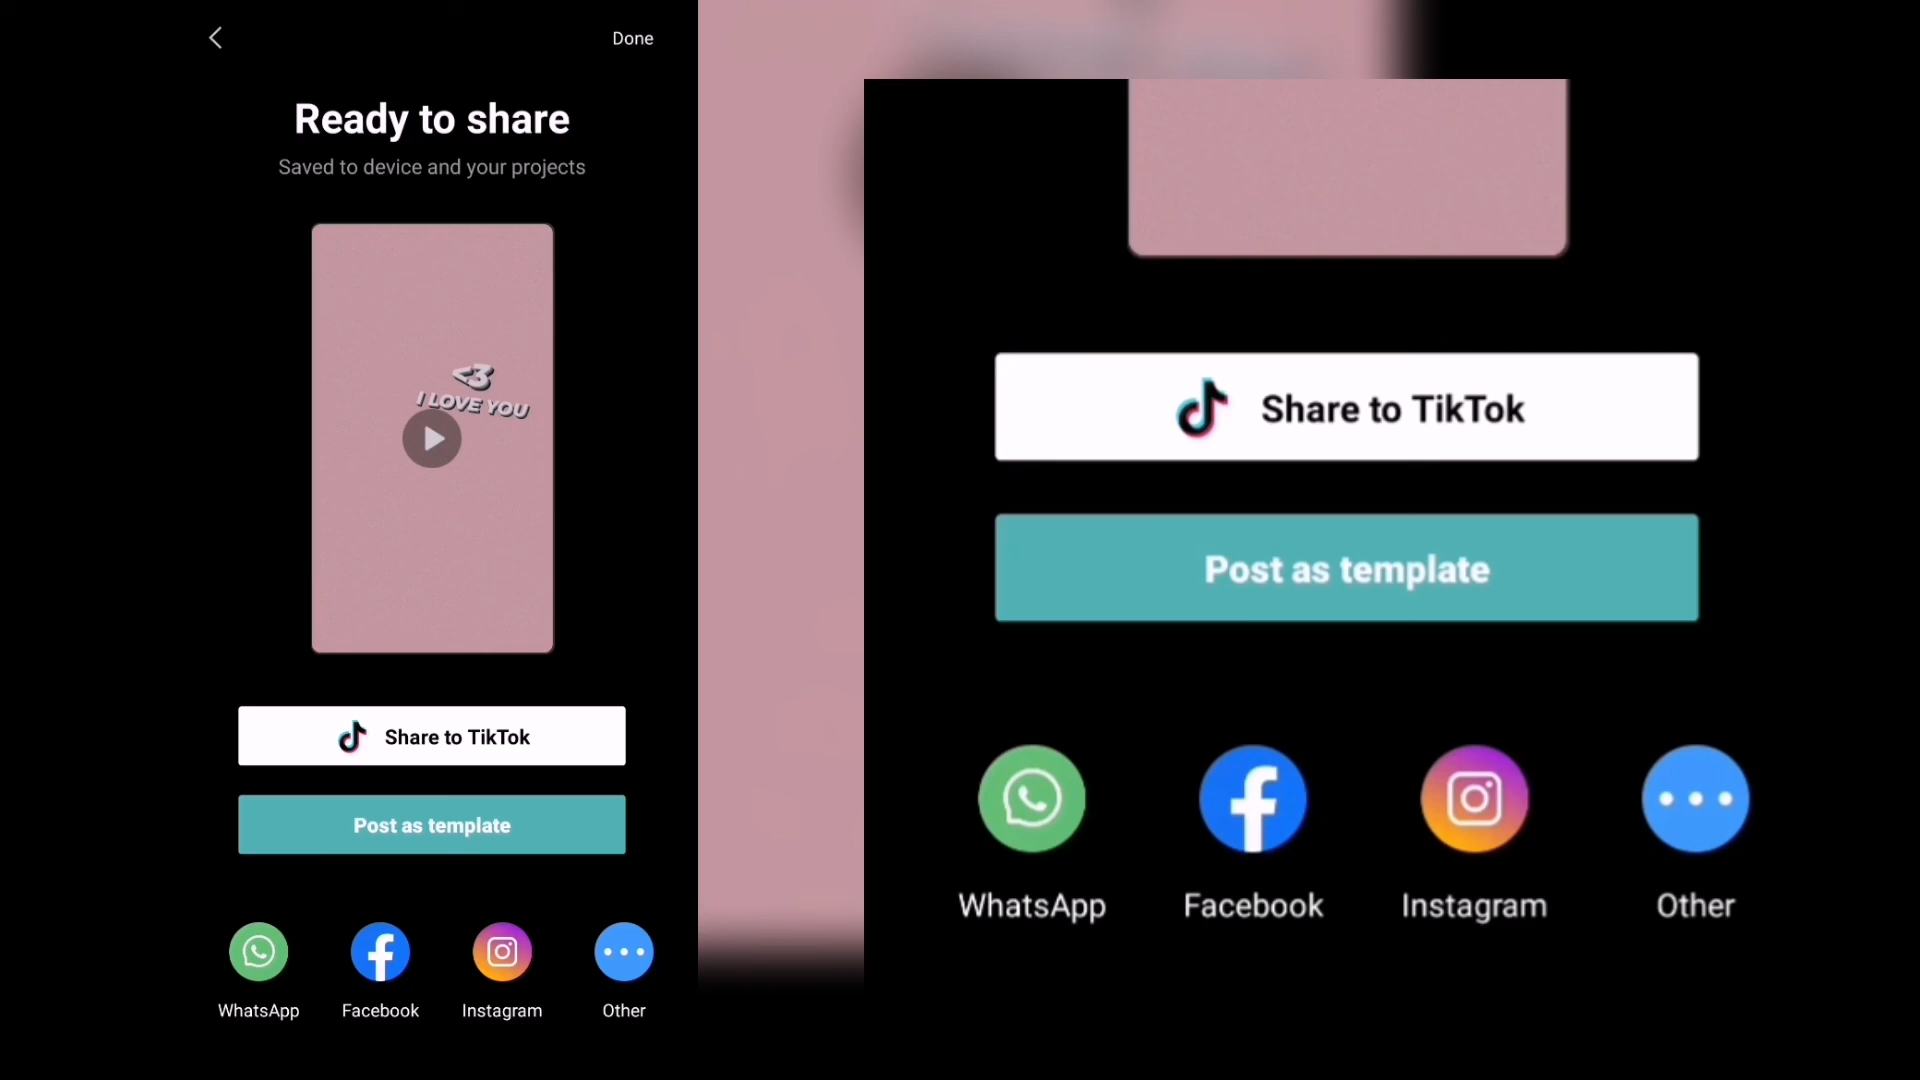 Done
Ready to share
Saved to device and your projects
<3
I LOVE YOU
Share to TikTok
Post as template
WhatsApp Facebook Instagram Other
Share to TikTok
Post as template
WhatsApp Facebook Instagram Other